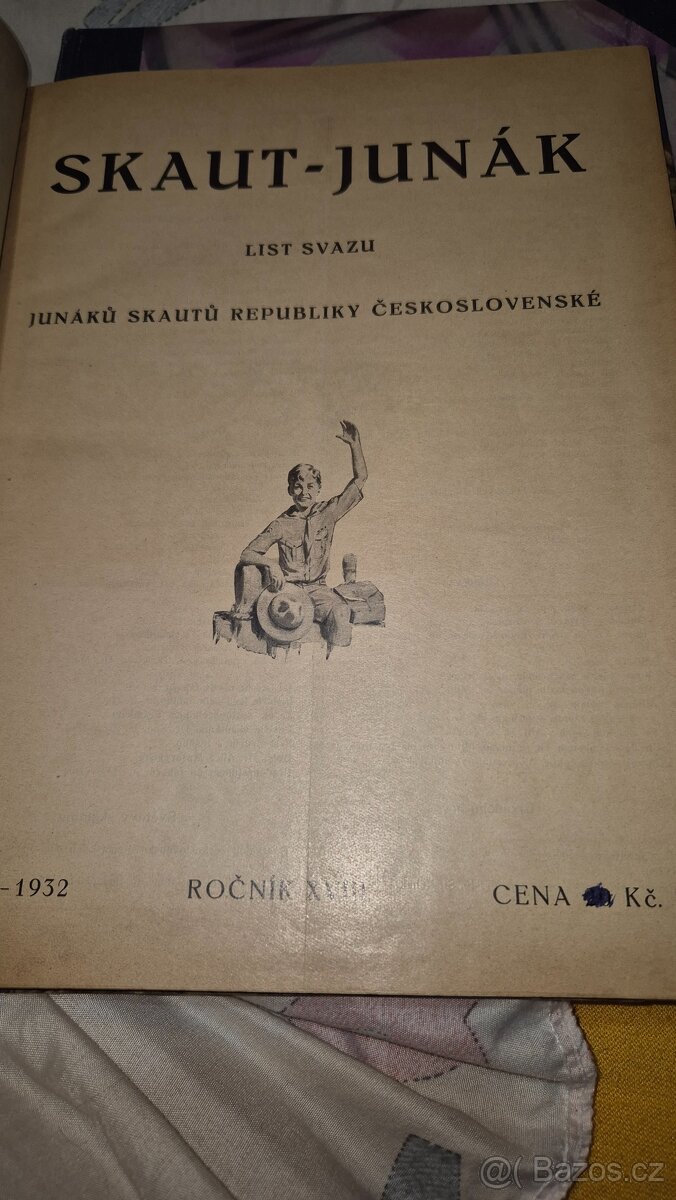 SKAUT-JUNÁK
LIST SVAZU
JUNÁKŮ SKAUTŮ REPUBLIKY ČESKOSLOVENSKÉ
–1932 ROČNÍK XVIII CENA Kč.
@( Bazos.cz